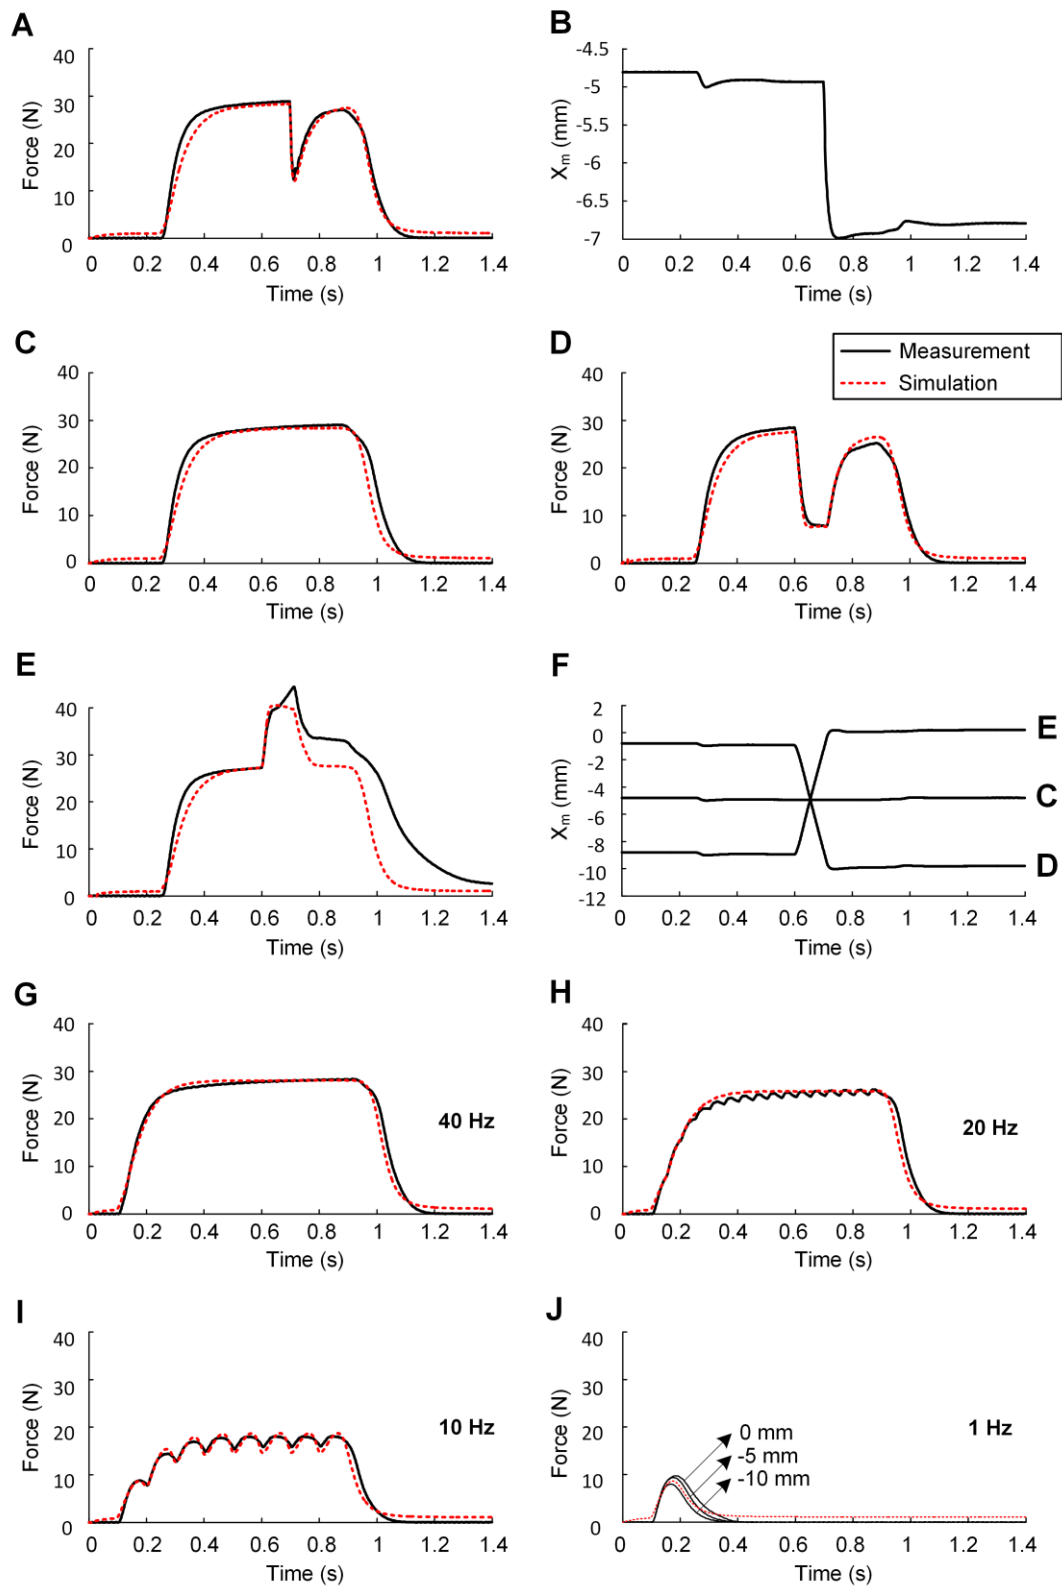 A
40
30
20
10
0
Force (N)
0 0.2 0.4 0.6 0.8 1 1.2 1.4
Time (s)
B
-4.5
-5
-5.5
-6
-6.5
-7
Xm (mm)
0 0.2 0.4 0.6 0.8 1 1.2 1.4
Time (s)
C
40
30
20
10
0
Force (N)
0 0.2 0.4 0.6 0.8 1 1.2 1.4
Time (s)
D
Measurement
Simulation
40
30
20
10
0
Force (N)
0 0.2 0.4 0.6 0.8 1 1.2 1.4
Time (s)
E
40
30
20
10
0
Force (N)
0 0.2 0.4 0.6 0.8 1 1.2 1.4
Time (s)
F
2
0
-2
-4
-6
-8
-10
-12
Xm (mm)
E
C
D
0 0.2 0.4 0.6 0.8 1 1.2 1.4
Time (s)
G
40
30
20
10
0
Force (N)
40 Hz
0 0.2 0.4 0.6 0.8 1 1.2 1.4
Time (s)
H
40
30
20
10
0
Force (N)
20 Hz
0 0.2 0.4 0.6 0.8 1 1.2 1.4
Time (s)
I
40
30
20
10
0
Force (N)
10 Hz
0 0.2 0.4 0.6 0.8 1 1.2 1.4
Time (s)
J
40
30
20
10
0
Force (N)
0 mm
-5 mm
-10 mm
1 Hz
0 0.2 0.4 0.6 0.8 1 1.2 1.4
Time (s)